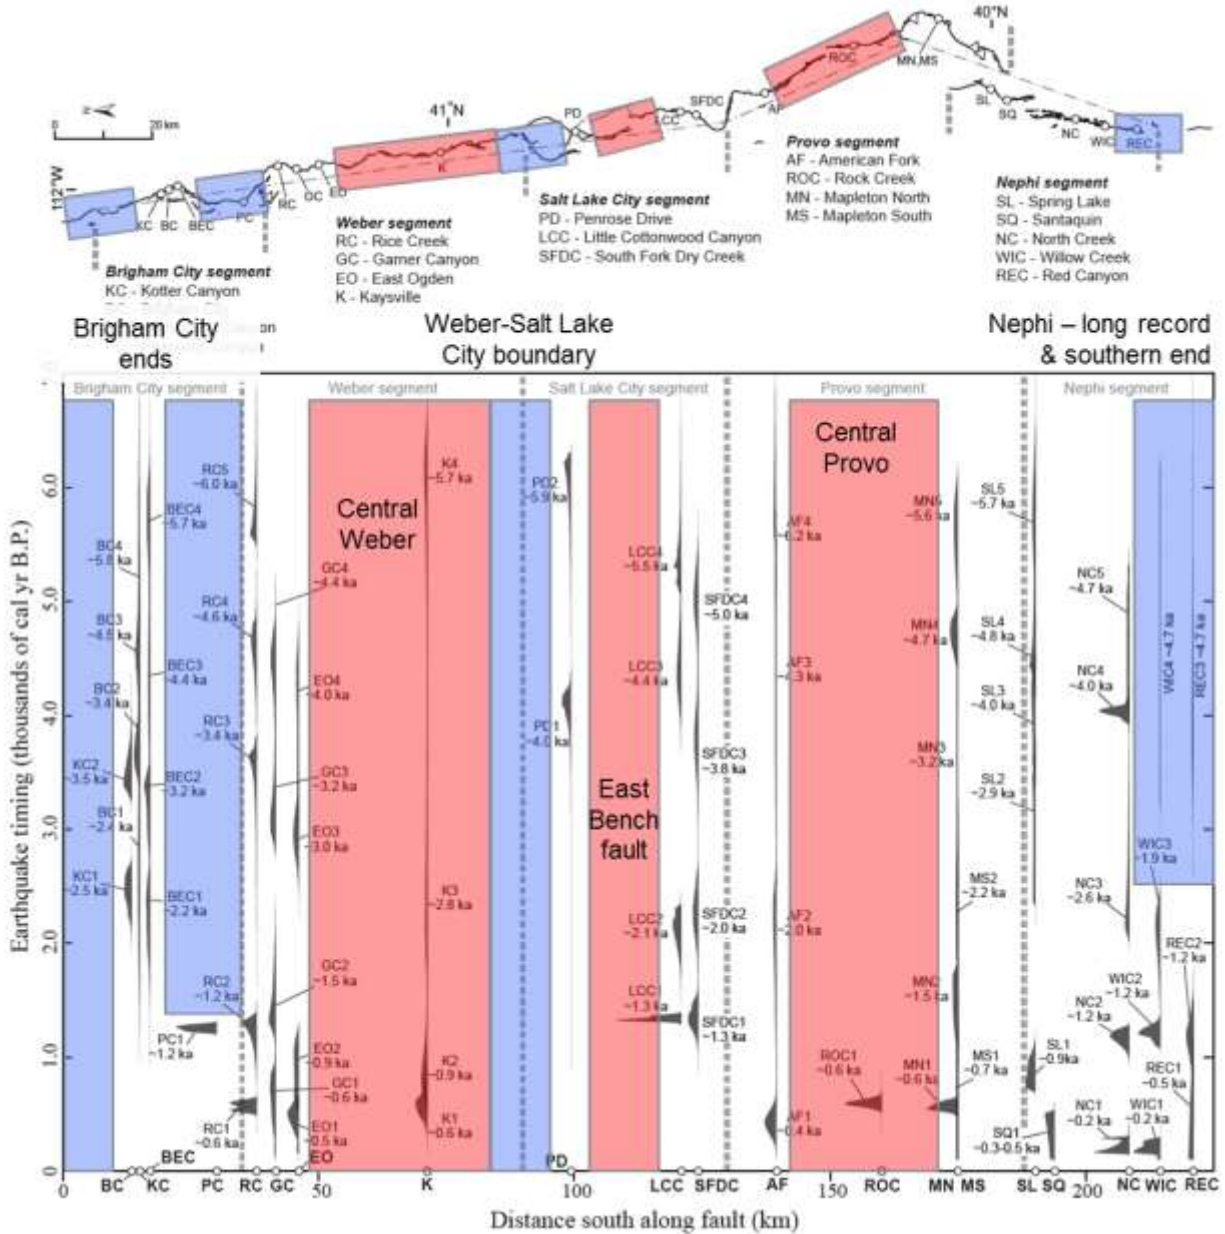 40°N
ROC
MN,MS
SFDC
AF
LCC
PD
41°N
SL
SQ
NC
WIC
REC
N
0
20 km
112°W
K
EO
GC
RC
PC
BEC
BC
KC
Provo segment
AF - American Fork
ROC - Rock Creek
MN - Mapleton North
MS - Mapleton South
Nephi segment
SL - Spring Lake
SQ - Santaquin
NC - North Creek
WIC - Willow Creek
REC - Red Canyon
Salt Lake City segment
PD - Penrose Drive
LCC - Little Cottonwood Canyon
SFDC - South Fork Dry Creek
Weber segment
RC - Rice Creek
GC - Garner Canyon
EO - East Ogden
K - Kaysville
Brigham City segment
KC - Kotter Canyon
on
Brigham City
ends
Weber-Salt Lake
City boundary
Nephi – long record
& southern end
Brigham City segment
Weber segment
Salt Lake City segment
Provo segment
Nephi segment
Central
Weber
East
Bench
fault
Central
Provo
BC4
~5.8 ka
BC3
BC2
~3.4 ka
KC2
~3.5 ka
BC1
~2.4
KC1
~2.5 ka
BEC4
~5.7 ka
BEC3
~4.4 ka
BEC2
~3.2 ka
BEC1
~2.2 ka
PC1
~1.2 ka
RC5
~6.0 ka
RC4
~4.6 ka
RC3
~3.4 ka
RC2
~1.2 ka
RC1
~0.6 ka
GC4
~4.4 ka
GC3
~3.2 ka
GC2
~1.5 ka
GC1
~0.6 ka
EO4
~4.0 ka
EO3
~3.0 ka
EO2
~0.9 ka
EO1
~0.5 ka
K4
~5.7 ka
K3
~2.8 ka
K2
~0.9 ka
K1
~0.6 ka
PD2
~5.9 ka
PD1
~4.0 ka
LCC4
~5.5 ka
LCC3
~4.4 ka
LCC2
~2.1 ka
LCC1
~1.3 ka
SFDC4
~5.0 ka
SFDC3
~3.8 ka
SFDC2
~2.0 ka
SFDC1
~1.3 ka
AF4
~6.2 ka
AF3
~4.3 ka
AF2
~2.0 ka
AF1
~0.4 ka
ROC1
~0.6 ka
MN5
~5.6 ka
MN4
~4.7 ka
MN3
~3.2 ka
MN2
~1.5 ka
MN1
~0.6 ka
MS2
~2.2 ka
MS1
~0.7 ka
SL5
~5.7 ka
SL4
~4.8 ka
SL3
~4.0 ka
SL2
~2.9 ka
SL1
~0.9ka
SQ1
~0.3-0.5 ka
NC5
~4.7 ka
NC4
~4.0 ka
NC3
~2.6 ka
NC2
~1.2 ka
NC1
~0.2 ka
WIC4 ~4.7 ka
WIC3
~1.9 ka
WIC2
~1.2 ka
WIC1
~0.2 ka
REC3 ~4.7 ka
REC2
~1.2 ka
REC1
~0.5 ka
6.0
5.0
4.0
3.0
2.0
1.0
0
Earthquake timing (thousands of cal yr B.P.)
BEC
EO
PD
0
BC
KC
PC
RC
GC
50
K
100
LCC
SFDC
AF
150
ROC
MN
MS
SL
SQ
200
NC
WIC
REC
Distance south along fault (km)